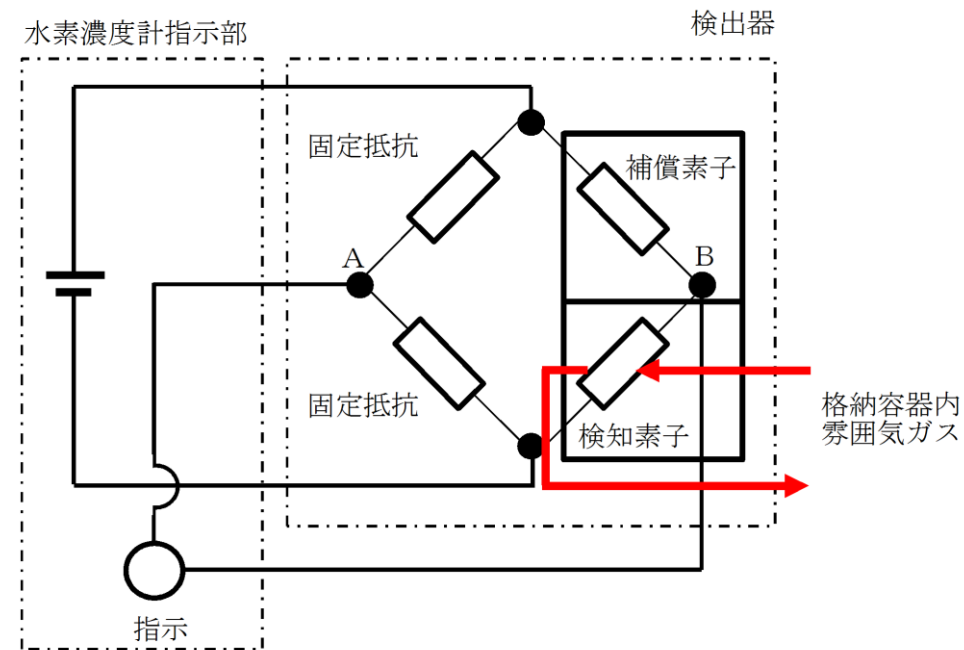 水素濃度計指示部
検出器
固定抵抗
補償素子
A
B
固定抵抗
検知素子
格納容器内
雰囲気ガス
指示